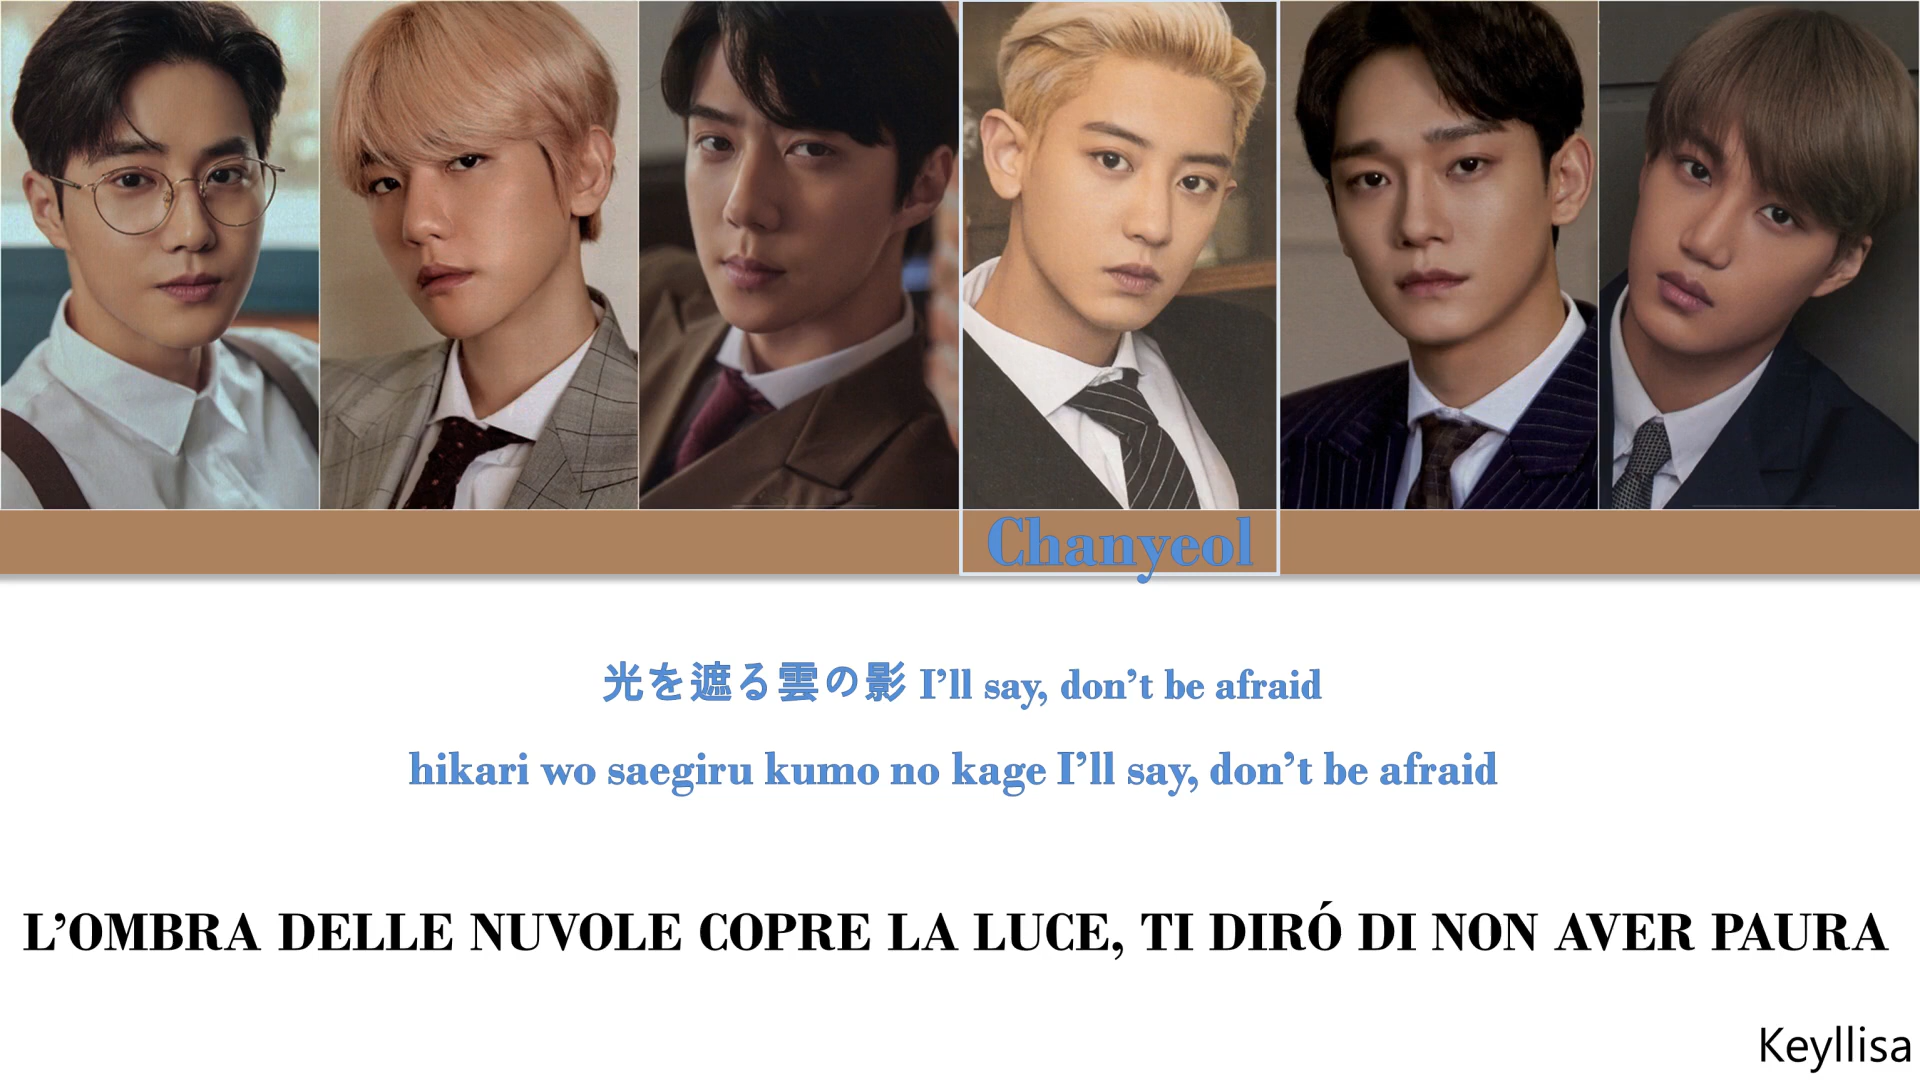 Chanyeol
光を遮る雲の影 I’ll say, don’t be afraid
hikari wo saegiru kumo no kage I’ll say, don’t be afraid
L’OMBRA DELLE NUVOLE COPRE LA LUCE, TI DIRÓ DI NON AVER PAURA
Keyllisa